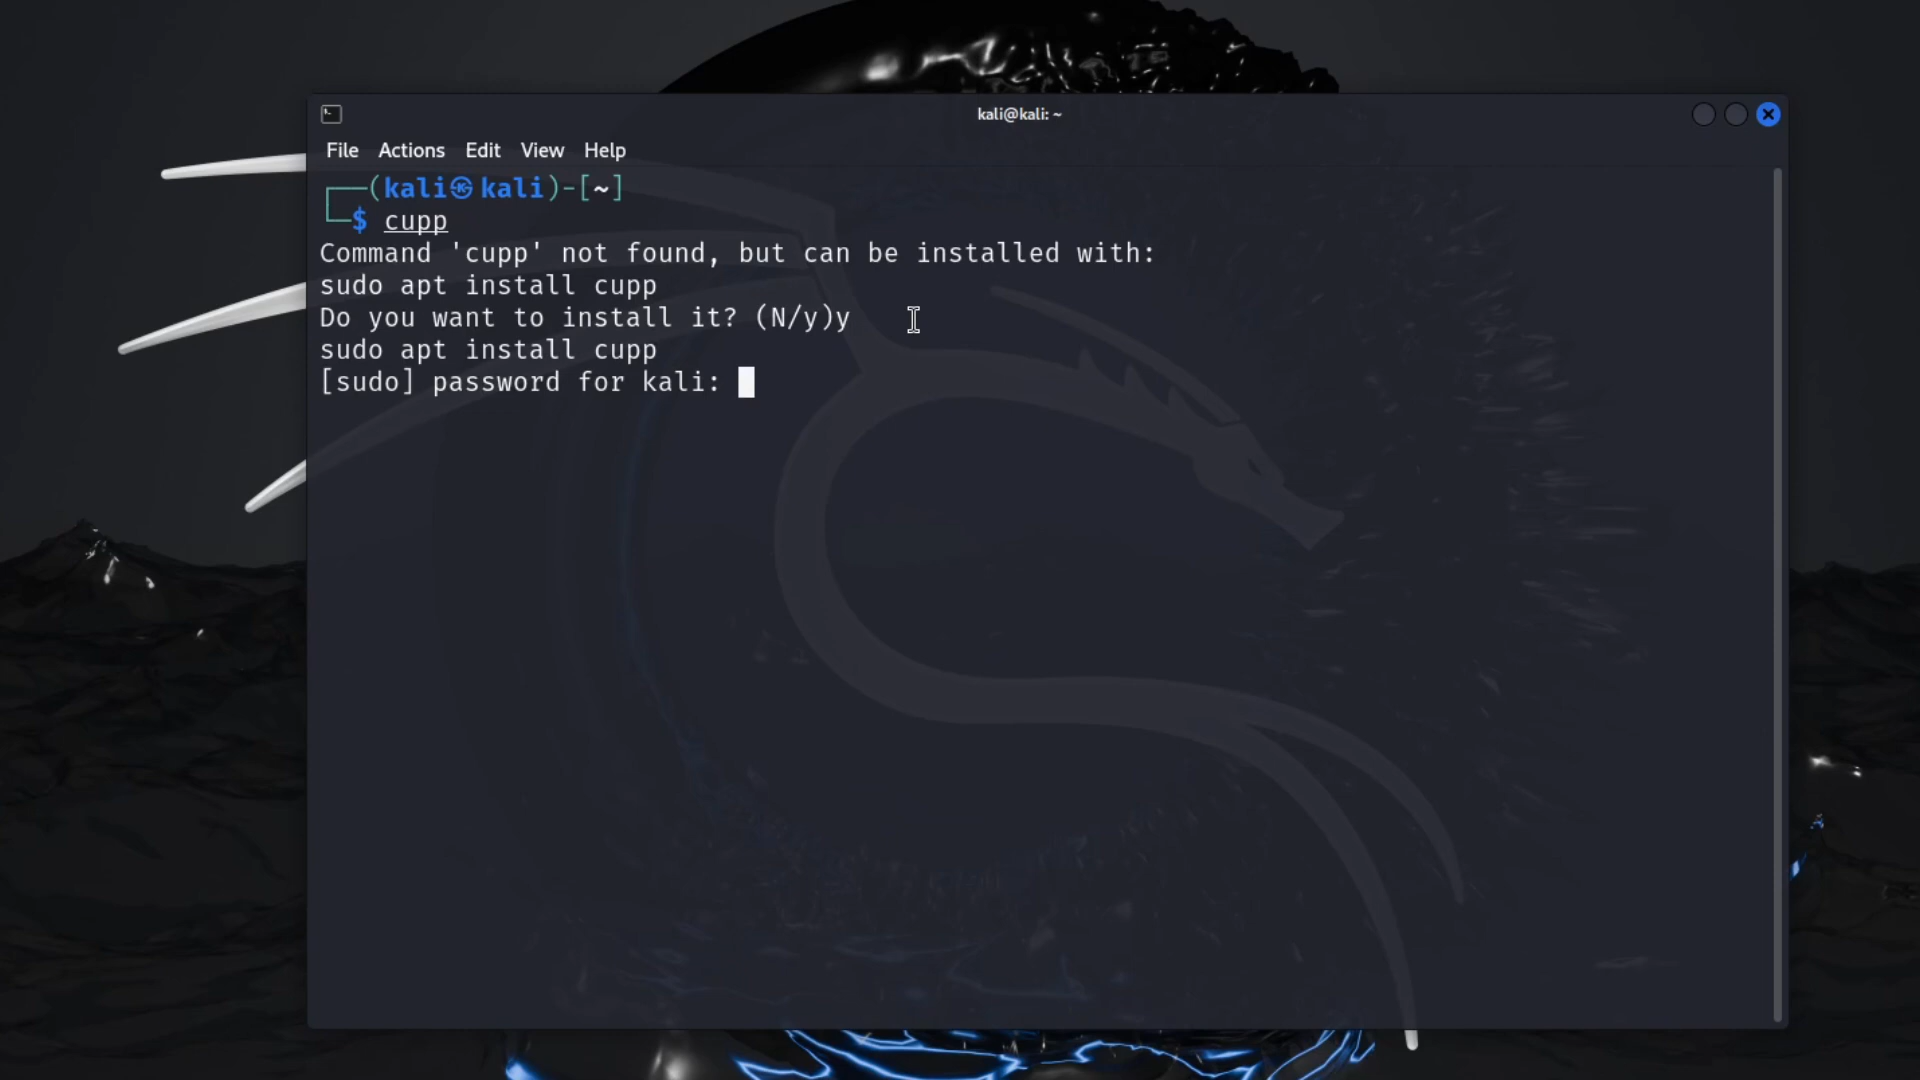 kali@kali: ~
File Actions Edit View Help
┌──(kali㉿kali)-[~]
└─$ cupp
Command 'cupp' not found, but can be installed with:
sudo apt install cupp
Do you want to install it? (N/y)y
sudo apt install cupp
[sudo] password for kali: